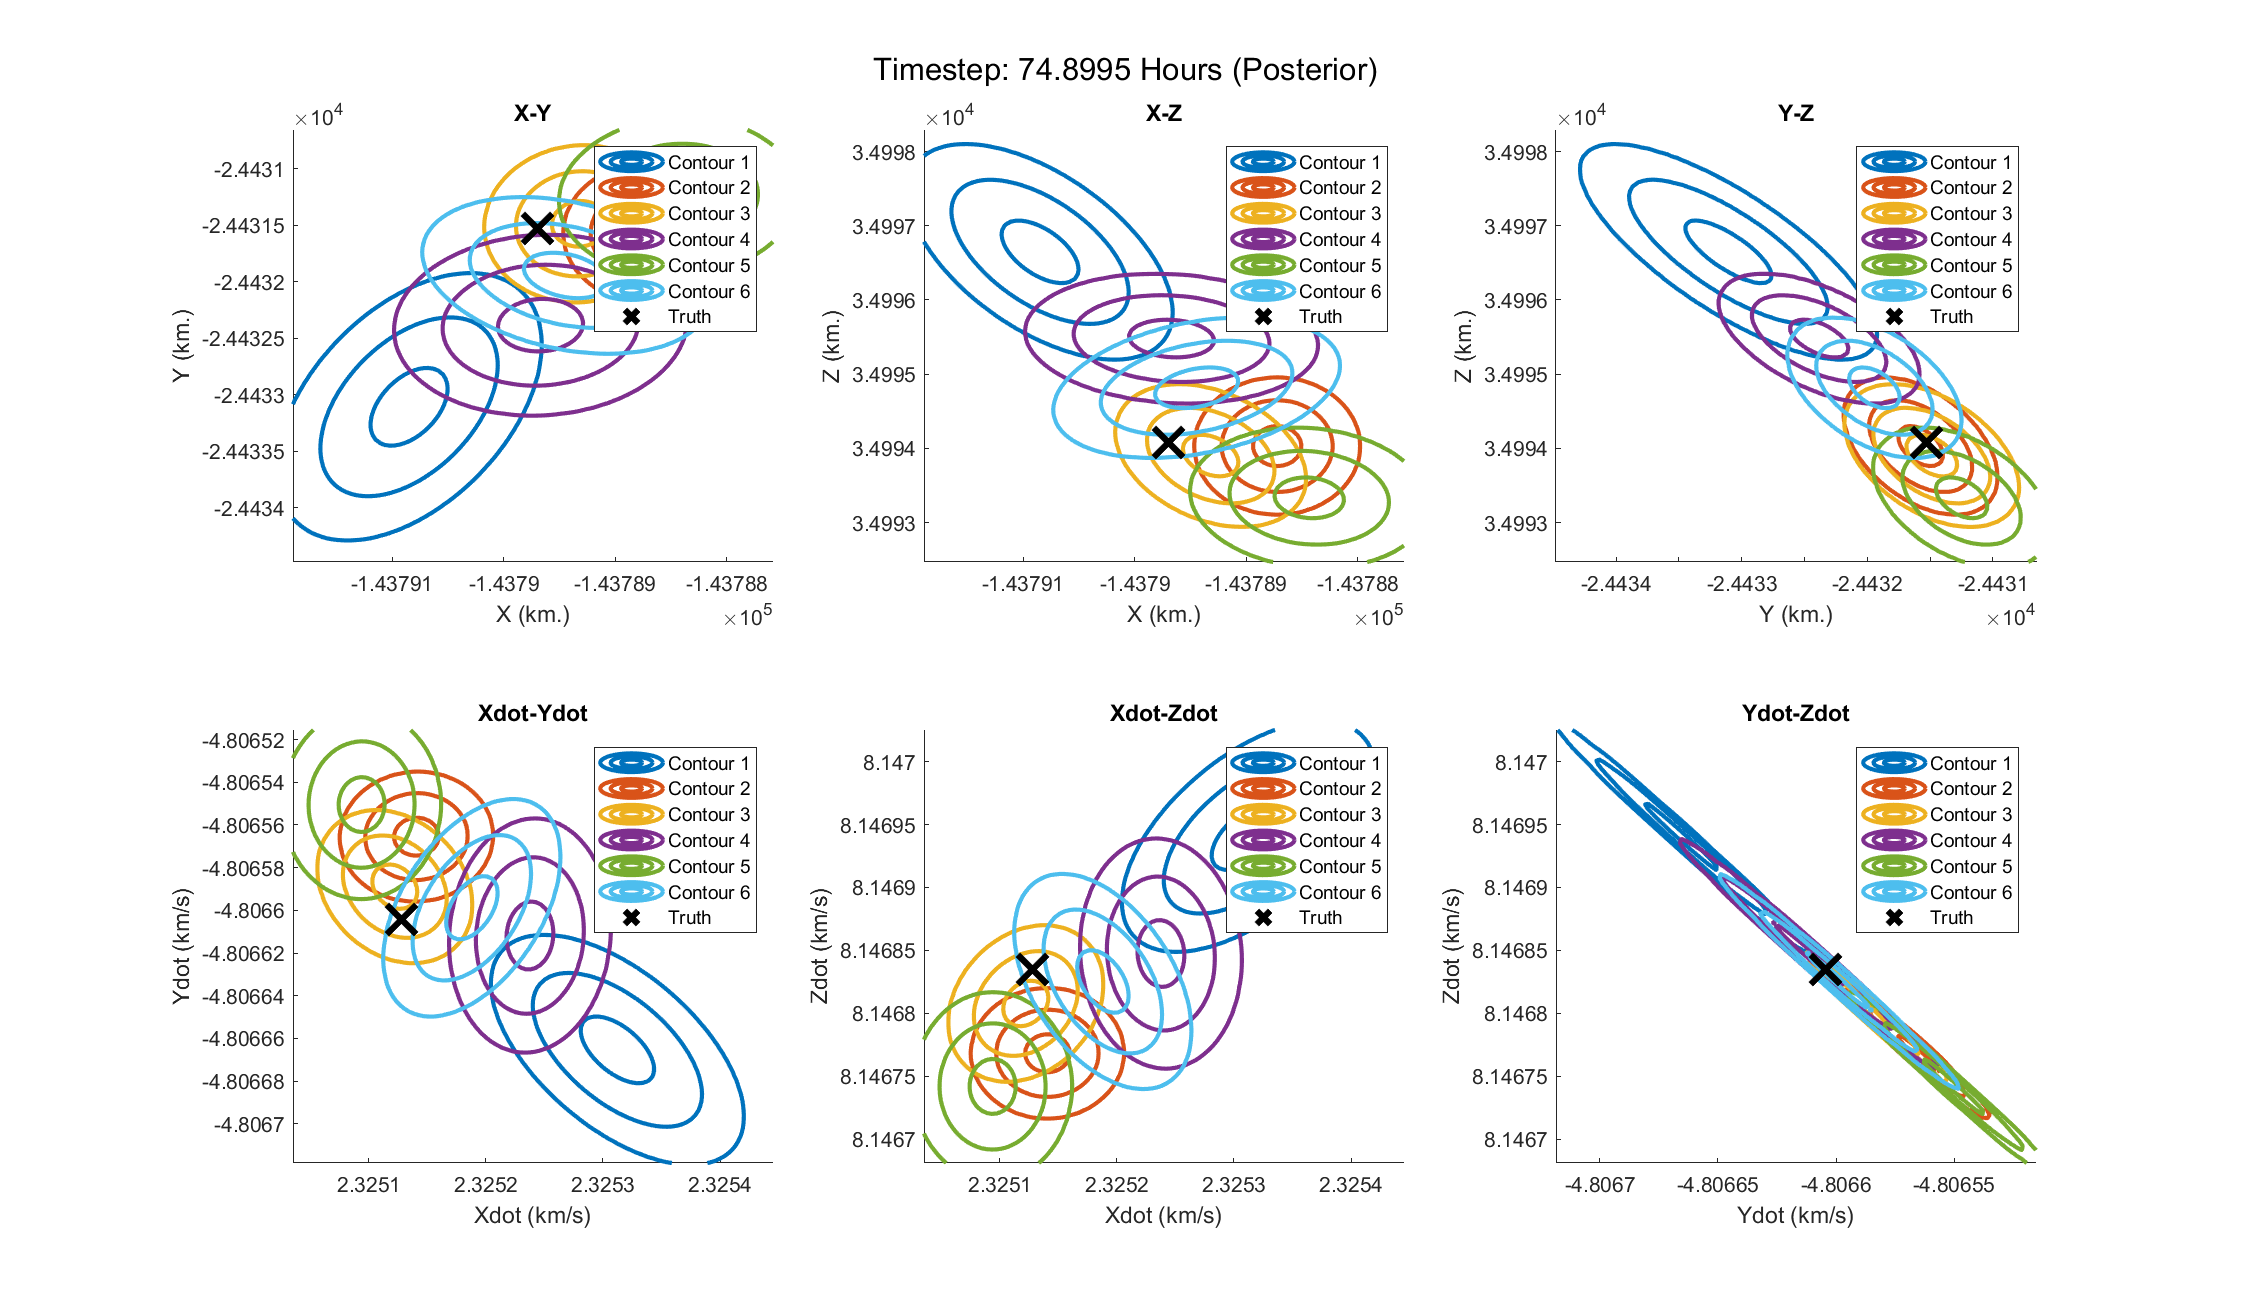 Timestep: 74.8995 Hours (Posterior)
X-Y
×10⁴
-2.4431
-2.44315
-2.4432
-2.44325
-2.4433
-2.44335
-2.4434
Y (km.)
-1.43791
-1.4379
-1.43789
-1.43788
X (km.)
×10⁵
Contour 1
Contour 2
Contour 3
Contour 4
Contour 5
Contour 6
Truth
X-Z
×10⁴
3.4998
3.4997
3.4996
3.4995
3.4994
3.4993
Z (km.)
-1.43791
-1.4379
-1.43789
-1.43788
X (km.)
×10⁵
Contour 1
Contour 2
Contour 3
Contour 4
Contour 5
Contour 6
Truth
Y-Z
×10⁴
3.4998
3.4997
3.4996
3.4995
3.4994
3.4993
Z (km.)
-2.4434
-2.4433
-2.4432
-2.4431
Y (km.)
×10⁴
Contour 1
Contour 2
Contour 3
Contour 4
Contour 5
Contour 6
Truth
Xdot-Ydot
-4.80652
-4.80654
-4.80656
-4.80658
-4.8066
-4.80662
-4.80664
-4.80666
-4.80668
-4.8067
Ydot (km/s)
2.3251
2.3252
2.3253
2.3254
Xdot (km/s)
Contour 1
Contour 2
Contour 3
Contour 4
Contour 5
Contour 6
Truth
Xdot-Zdot
8.147
8.14695
8.1469
8.14685
8.1468
8.14675
8.1467
Zdot (km/s)
2.3251
2.3252
2.3253
2.3254
Xdot (km/s)
Contour 1
Contour 2
Contour 3
Contour 4
Contour 5
Contour 6
Truth
Ydot-Zdot
8.147
8.14695
8.1469
8.14685
8.1468
8.14675
8.1467
Zdot (km/s)
-4.8067
-4.80665
-4.8066
-4.80655
Ydot (km/s)
Contour 1
Contour 2
Contour 3
Contour 4
Contour 5
Contour 6
Truth